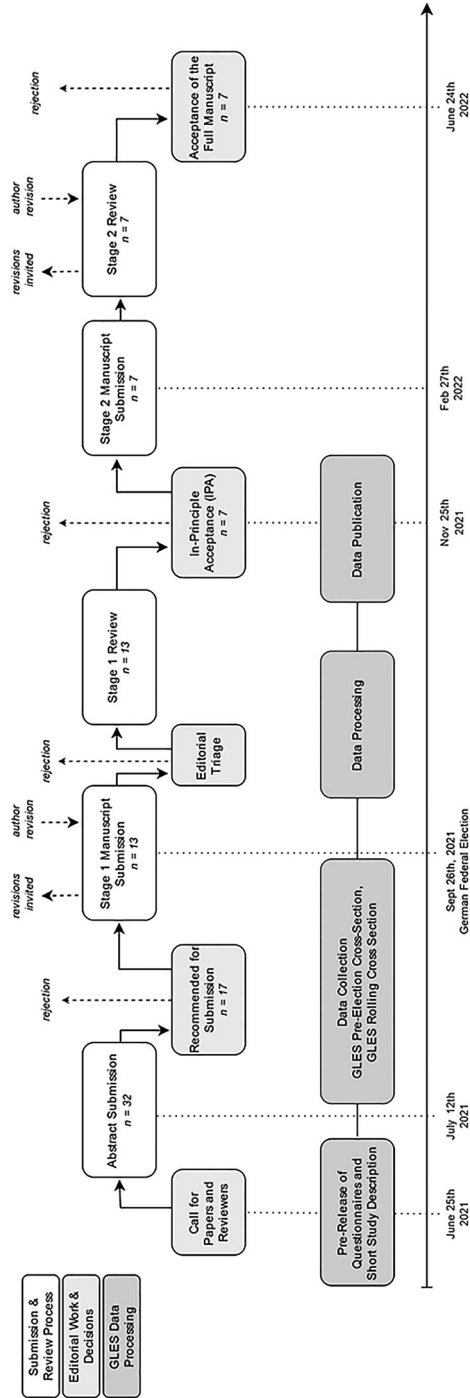 Submission &
Review Process
Editorial Work &
Decisions
GLES Data
Processing
rejection
revisions
invited
author
revision
rejection
rejection
revisions
invited
author
revision
rejection
Call for
Papers and
Reviewers
Abstract Submission
n = 32
Recommended for
Submission
n = 17
Stage 1 Manuscript
Submission
n = 13
Editorial
Triage
Stage 1 Review
n = 13
In-Principle
Acceptance (IPA)
n = 7
Stage 2 Manuscript
Submission
n = 7
Stage 2 Review
n = 7
Acceptance of the
Full Manuscript
n = 7
Pre-Release of
Questionnaires and
Short Study Description
Data Collection
GLES Pre-Election Cross-Section,
GLES Rolling Cross Section
Data Processing
Data Publication
June 25th
2021
July 12th
2021
Sept 26th, 2021
German Federal Election
Nov 25th
2021
Feb 27th
2022
June 24th
2022